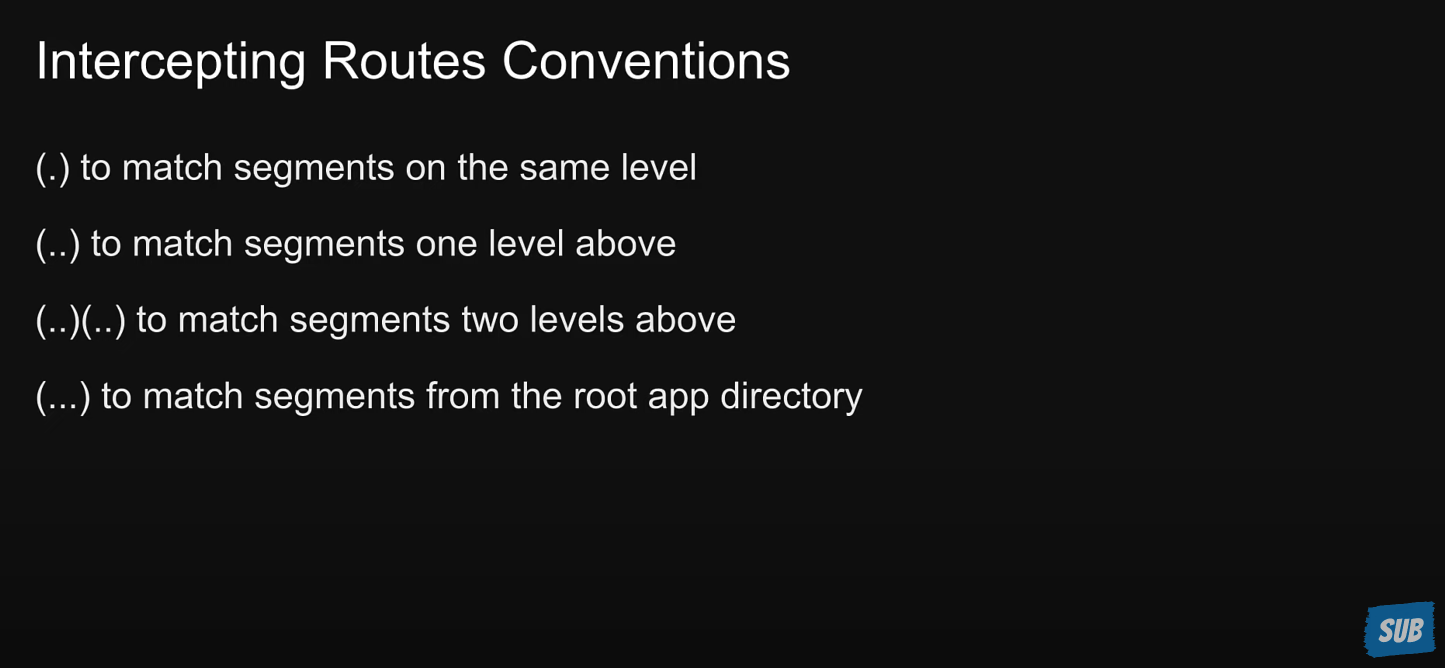 Intercepting Routes Conventions
(.) to match segments on the same level
(..) to match segments one level above
(..)(..) to match segments two levels above
(...) to match segments from the root app directory
SUB